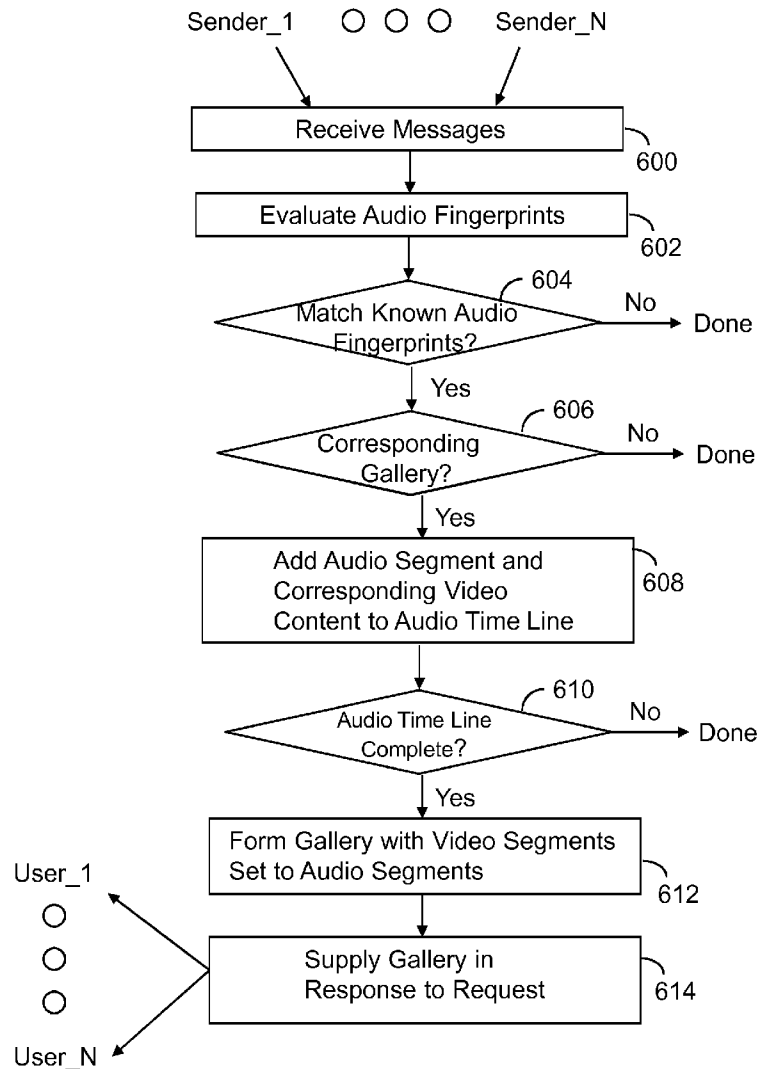 Sender_1
Sender_N
Receive Messages
600
Evaluate Audio Fingerprints
602
604
Match Known Audio
Fingerprints?
No
Done
Yes
606
Corresponding
Gallery?
No
Done
Yes
Add Audio Segment and
Corresponding Video
Content to Audio Time Line
608
610
Audio Time Line
Complete?
No
Done
Yes
Form Gallery with Video Segments
Set to Audio Segments
612
User_1
Supply Gallery in
Response to Request
614
User_N